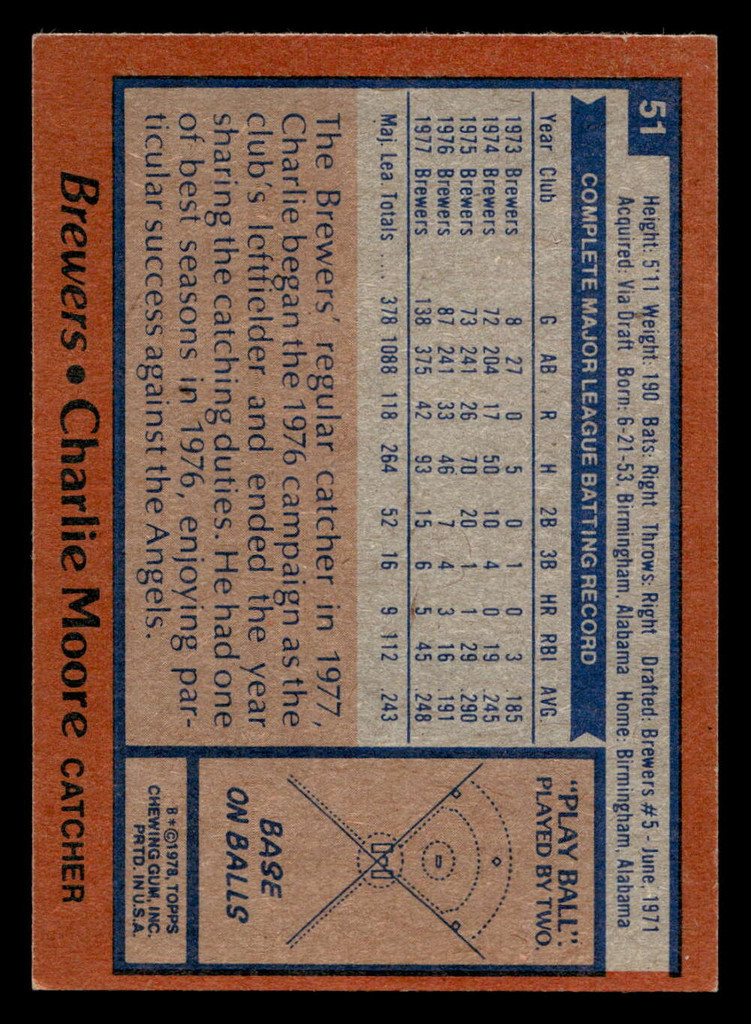 51
Height: 5'11 Weight: 190 Bats: Right Throws: Right Drafted: Brewers #5 - June, 1971
Acquired: Via Draft Born: 6-21-53, Birmingham, Alabama Home: Birmingham, Alabama
COMPLETE MAJOR LEAGUE BATTING RECORD
Year Club G AB R H 2B 3B HR RBI AVG.
1973 Brewers 8 27 0 5 0 1 0 3 .185
1974 Brewers 72 204 17 50 10 4 0 19 .245
1975 Brewers 73 241 26 70 20 1 1 29 .290
1976 Brewers 87 241 33 46 7 4 3 16 .191
1977 Brewers 138 375 42 93 15 6 5 45 .248
Maj. Lea. Totals .... 378 1088 118 264 52 16 9 112 .243
The Brewers' regular catcher in 1977,
Charlie began the 1976 campaign as the
club's leftfielder and ended the year
sharing the catching duties. He had one
of best seasons in 1976, enjoying par-
ticular success against the Angels.
"PLAY BALL"
PLAYED BY TWO.
BASE
ON BALLS
B*©1978, TOPPS
CHEWING GUM, INC.
PRTD. IN U.S.A.
Brewers • Charlie Moore CATCHER